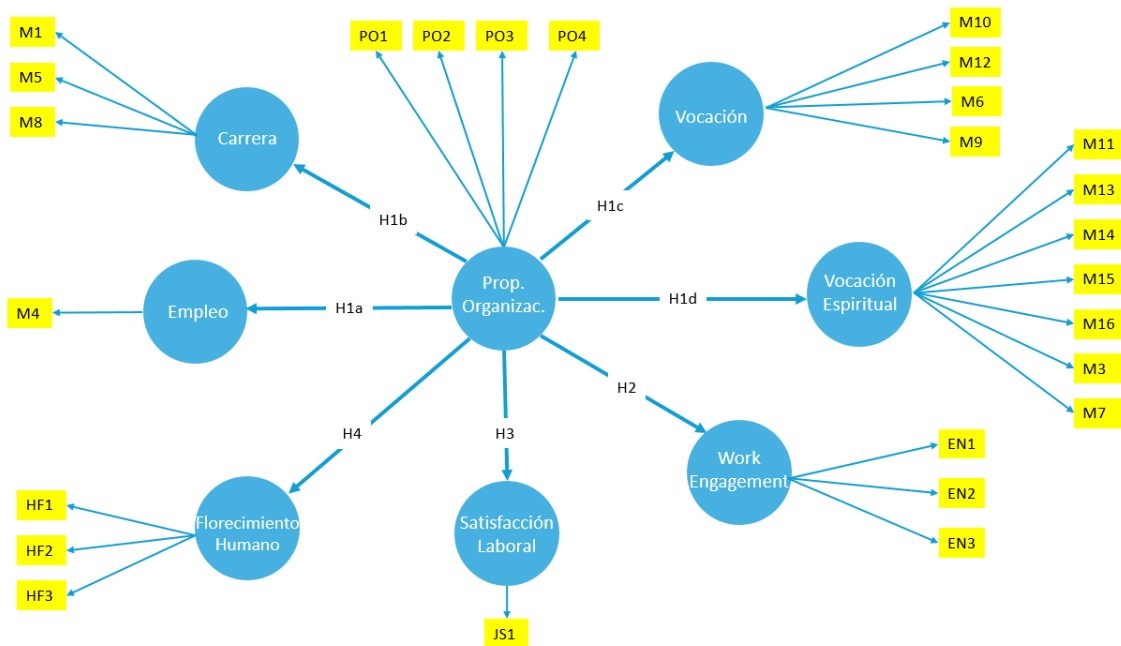 M1
M5
M8
Carrera
PO1
PO2
PO3
PO4
Vocación
M10
M12
M6
M9
M11
M13
M14
M15
M16
M3
M7
H1b
H1c
Prop.
Organizac.
Vocación
Espiritual
H1d
M4
Empleo
H1a
H2
H4
H3
Work
Engagement
EN1
EN2
EN3
HF1
HF2
HF3
Florecimiento
Humano
Satisfacción
Laboral
JS1